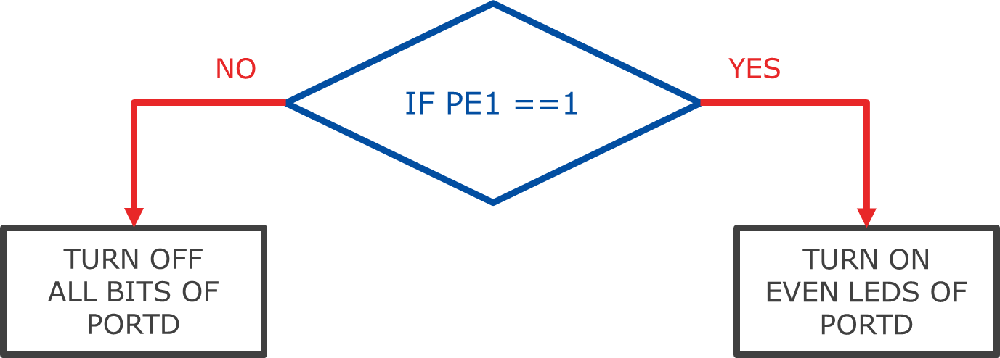 NO
YES
IF PE1 ==1
TURN OFF
ALL BITS OF
PORTD
TURN ON
EVEN LEDS OF
PORTD